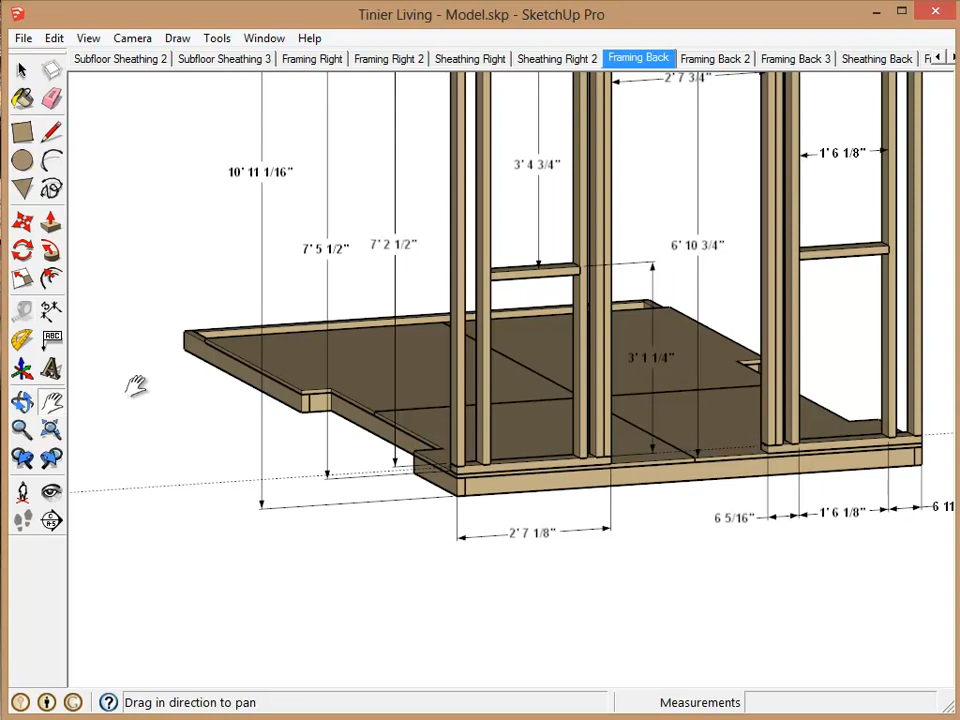 Tinier Living - Model.skp - SketchUp Pro
File Edit View Camera Draw Tools Window Help
Subfloor Sheathing 2 Subfloor Sheathing 3 Framing Right Framing Right 2 Sheathing Right Sheathing Right 2 Framing Back Framing Back 2 Framing Back 3 Sheathing Back
2' 7 3/4"
1' 6 1/8"
3' 4 3/4"
10' 11 1/16"
7' 5 1/2"
7' 2 1/2"
6' 10 3/4"
3' 1 1/4"
ABC
2' 7 1/8"
6 5/16"
1' 6 1/8"
6 11
Drag in direction to pan
Measurements